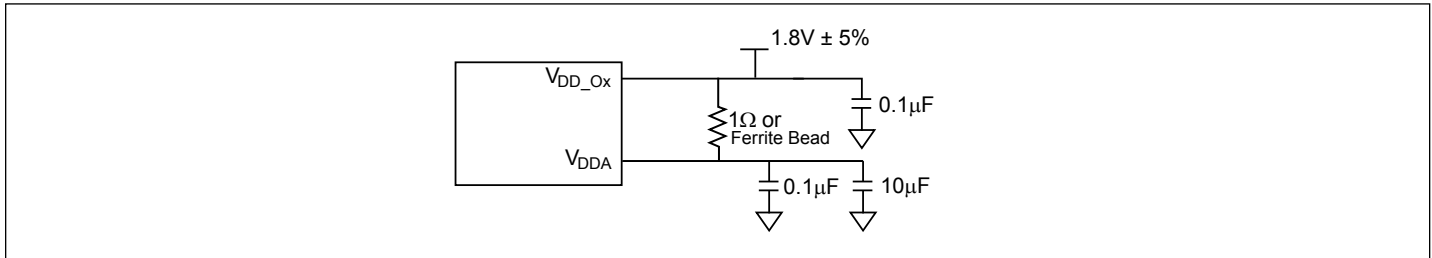 1.8V ± 5%
V_DD_Ox
0.1µF
1Ω or
Ferrite Bead
V_DDA
0.1µF
10µF